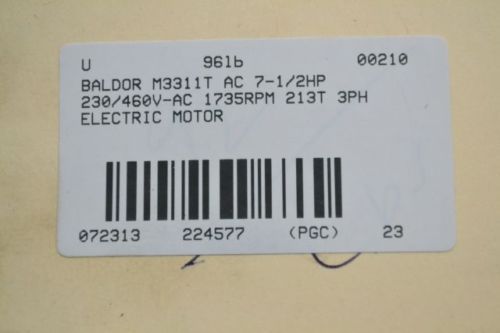 U 96lb 00210
BALDOR M3311T AC 7-1/2HP
230/460V-AC 1735RPM 213T 3PH
ELECTRIC MOTOR
072313 224577 (PGC) 23